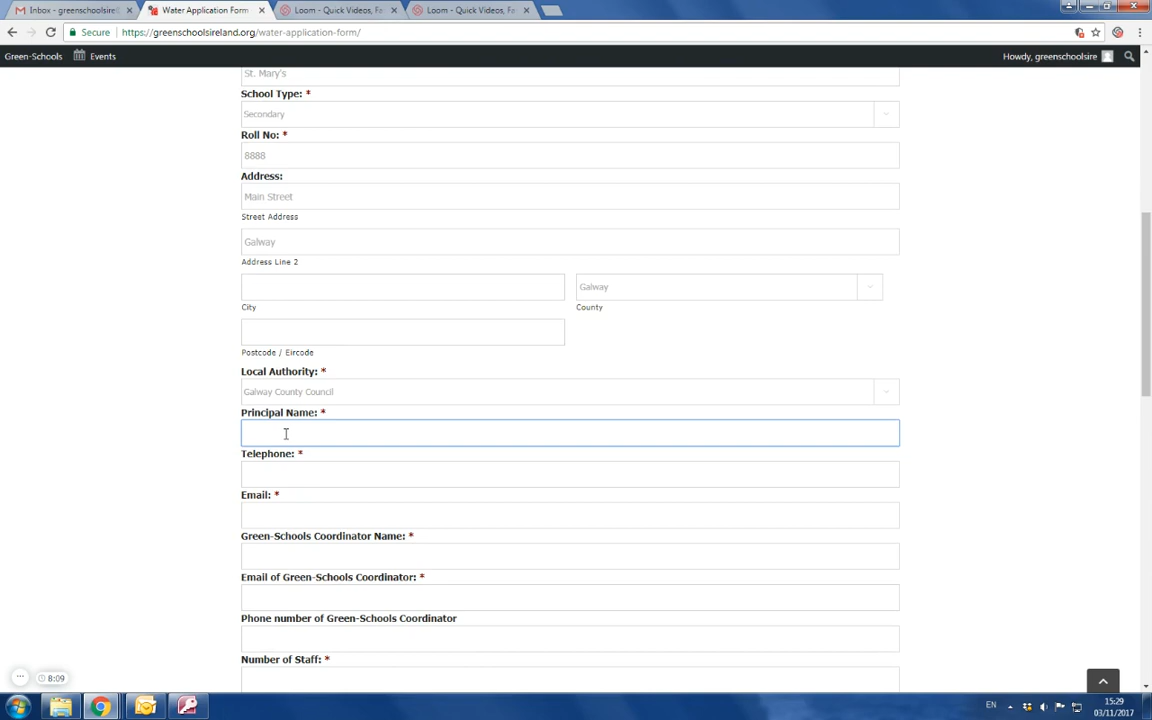 Inbox - greenschoolsirel
Water Application Form
Loom - Quick Videos, Fe
Loom - Quick Videos, Fe
Secure https://greenschoolsireland.org/water-application-form/
Green-Schools Events Howdy, greenschoolsire
St. Mary's
School Type: *
Secondary
Roll No: *
8888
Address:
Main Street
Street Address
Galway
Address Line 2
Galway
City County
Postcode / Eircode
Local Authority: *
Galway County Council
Principal Name: *
Telephone: *
Email: *
Green-Schools Coordinator Name: *
Email of Green-Schools Coordinator: *
Phone number of Green-Schools Coordinator
Number of Staff: *
8:09
EN
15:29
03/11/2017